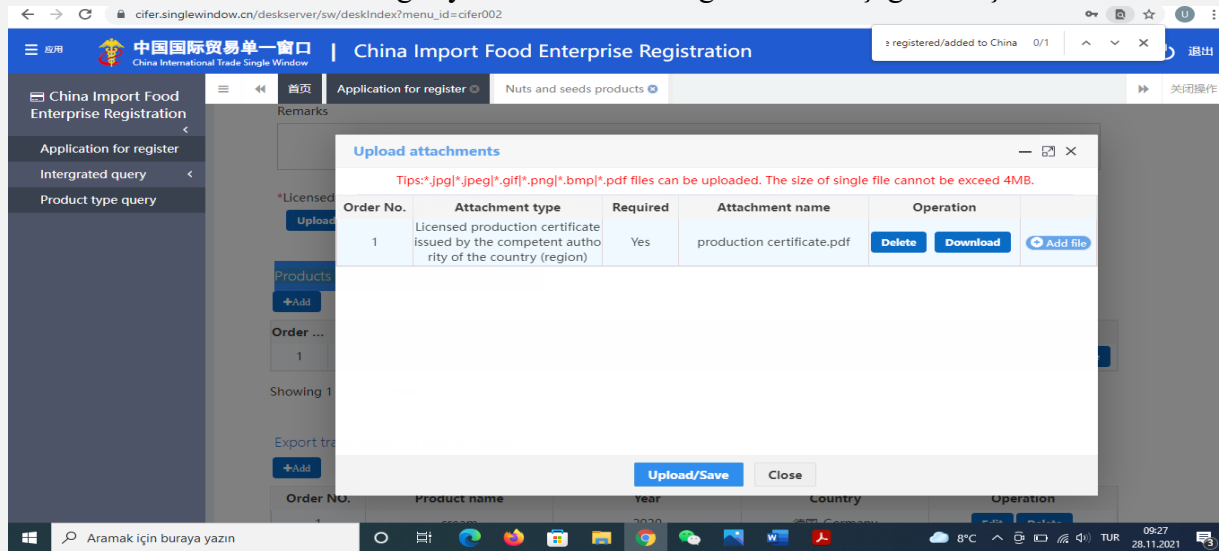 cifer.singlewindow.cn/deskserver/sw/deskIndex?menu_id=cifer002
U
应用
中国国际贸易单一窗口
China International Trade Single Window
| China Import Food Enterprise Registration
registered/added to China 0/1
退出
China Import Food
Enterprise Registration
首页
Application for register
Nuts and seeds products
关闭操作
Application for register
Intergrated query
Product type query
Remarks
Upload attachments
Tips:*.jpg|*.jpeg|*.gif|*.png|*.bmp|*.pdf files can be uploaded. The size of single file cannot be exceed 4MB.
*Licensed
Upload
Order No. Attachment type Required Attachment name Operation
1
Licensed production certificate
issued by the competent autho
rity of the country (region)
Yes production certificate.pdf Delete Download Add file
Products
+Add
Order ...
1
Showing 1
Export tra
+Add
Upload/Save Close
Order NO. Product name Year Country Operation
Aramak için buraya yazın
8°C
TUR
09:27
28.11.2021
3